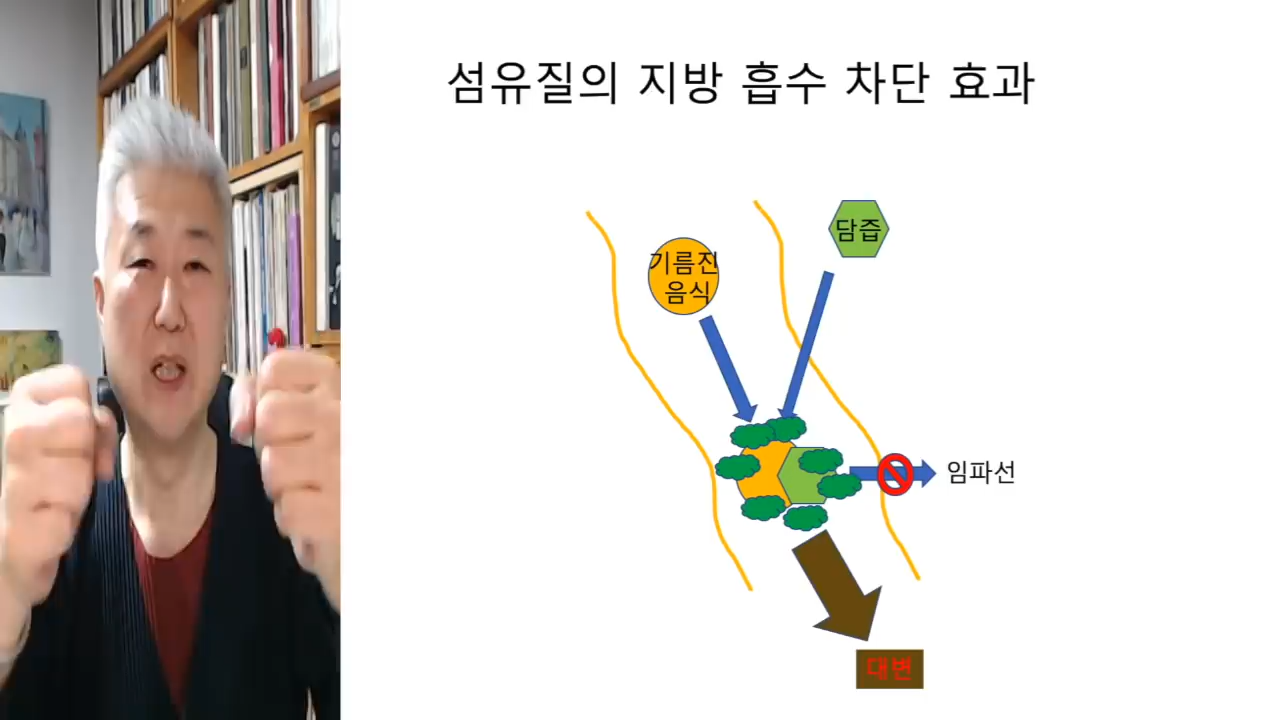 섬유질의 지방 흡수 차단 효과
담즙
기름진
음식
임파선
대변